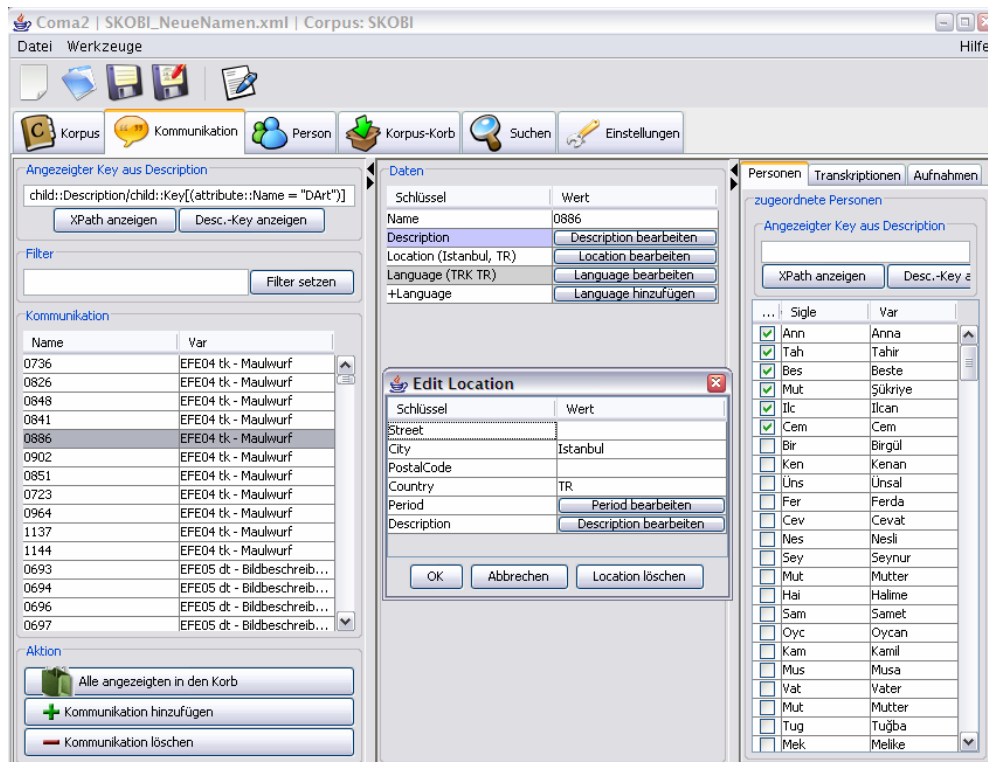 Coma2 | SKOBI_NeueNamen.xml | Corpus: SKOBI
Datei Werkzeuge Hilfe
Korpus Kommunikation Person Korpus-Korb Suchen Einstellungen
Angezeigter Key aus Description
child::Description/child::Key[(attribute::Name = "DArt")]
XPath anzeigen Desc.-Key anzeigen
Filter
Filter setzen
Kommunikation
Name Var
0736 EFE04 tk - Maulwurf
0826 EFE04 tk - Maulwurf
0848 EFE04 tk - Maulwurf
0841 EFE04 tk - Maulwurf
0886 EFE04 tk - Maulwurf
0902 EFE04 tk - Maulwurf
0851 EFE04 tk - Maulwurf
0723 EFE04 tk - Maulwurf
0964 EFE04 tk - Maulwurf
1137 EFE04 tk - Maulwurf
1144 EFE04 tk - Maulwurf
0693 EFE05 dt - Bildbeschreib...
0694 EFE05 dt - Bildbeschreib...
0696 EFE05 dt - Bildbeschreib...
0697 EFE05 dt - Bildbeschreib...
Aktion
Alle angezeigten in den Korb
Kommunikation hinzufügen
Kommunikation löschen
Daten
Schlüssel Wert
Name 0886
Description Description bearbeiten
Location (Istanbul, TR) Location bearbeiten
Language (TRK TR) Language bearbeiten
+Language Language hinzufügen
Edit Location
Schlüssel Wert
Street
City Istanbul
PostalCode
Country TR
Period Period bearbeiten
Description Description bearbeiten
OK Abbrechen Location löschen
Personen Transkriptionen Aufnahmen
zugeordnete Personen
Angezeigter Key aus Description
XPath anzeigen Desc.-Key a
... Sigle Var
Ann Anna
Tah Tahir
Bes Beste
Mut Şükriye
Ilc Ilcan
Cem Cem
Bir Birgül
Ken Kenan
Üns Ünsal
Fer Ferda
Cev Cevat
Nes Nesli
Sey Seynur
Mut Mutter
Hai Halime
Sam Samet
Oyc Oycan
Kam Kamil
Mus Musa
Vat Vater
Mut Mutter
Tug Tuğba
Mek Melike